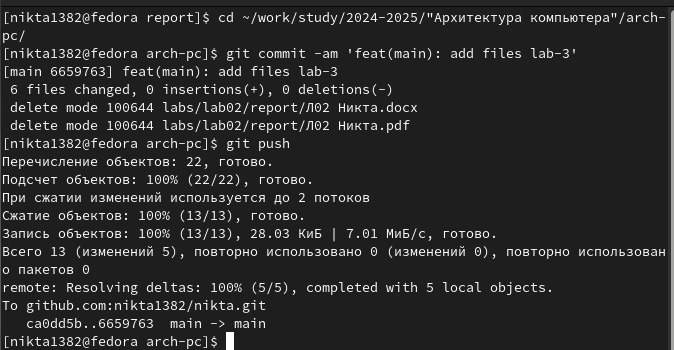 [nikta1382@fedora report]$ cd ~/work/study/2024-2025/"Архитектура компьютера"/arch-
pc/
[nikta1382@fedora arch-pc]$ git commit -am 'feat(main): add files lab-3'
[main 6659763] feat(main): add files lab-3
 6 files changed, 0 insertions(+), 0 deletions(-)
 delete mode 100644 labs/lab02/report/Л02 Никта.docx
 delete mode 100644 labs/lab02/report/Л02 Никта.pdf
[nikta1382@fedora arch-pc]$ git push
Перечисление объектов: 22, готово.
Подсчет объектов: 100% (22/22), готово.
При сжатии изменений используется до 2 потоков
Сжатие объектов: 100% (13/13), готово.
Запись объектов: 100% (13/13), 28.03 КиБ | 7.01 МиБ/с, готово.
Всего 13 (изменений 5), повторно использовано 0 (изменений 0), повторно использован
о пакетов 0
remote: Resolving deltas: 100% (5/5), completed with 5 local objects.
To github.com:nikta1382/nikta.git
   ca0dd5b..6659763  main -> main
[nikta1382@fedora arch-pc]$